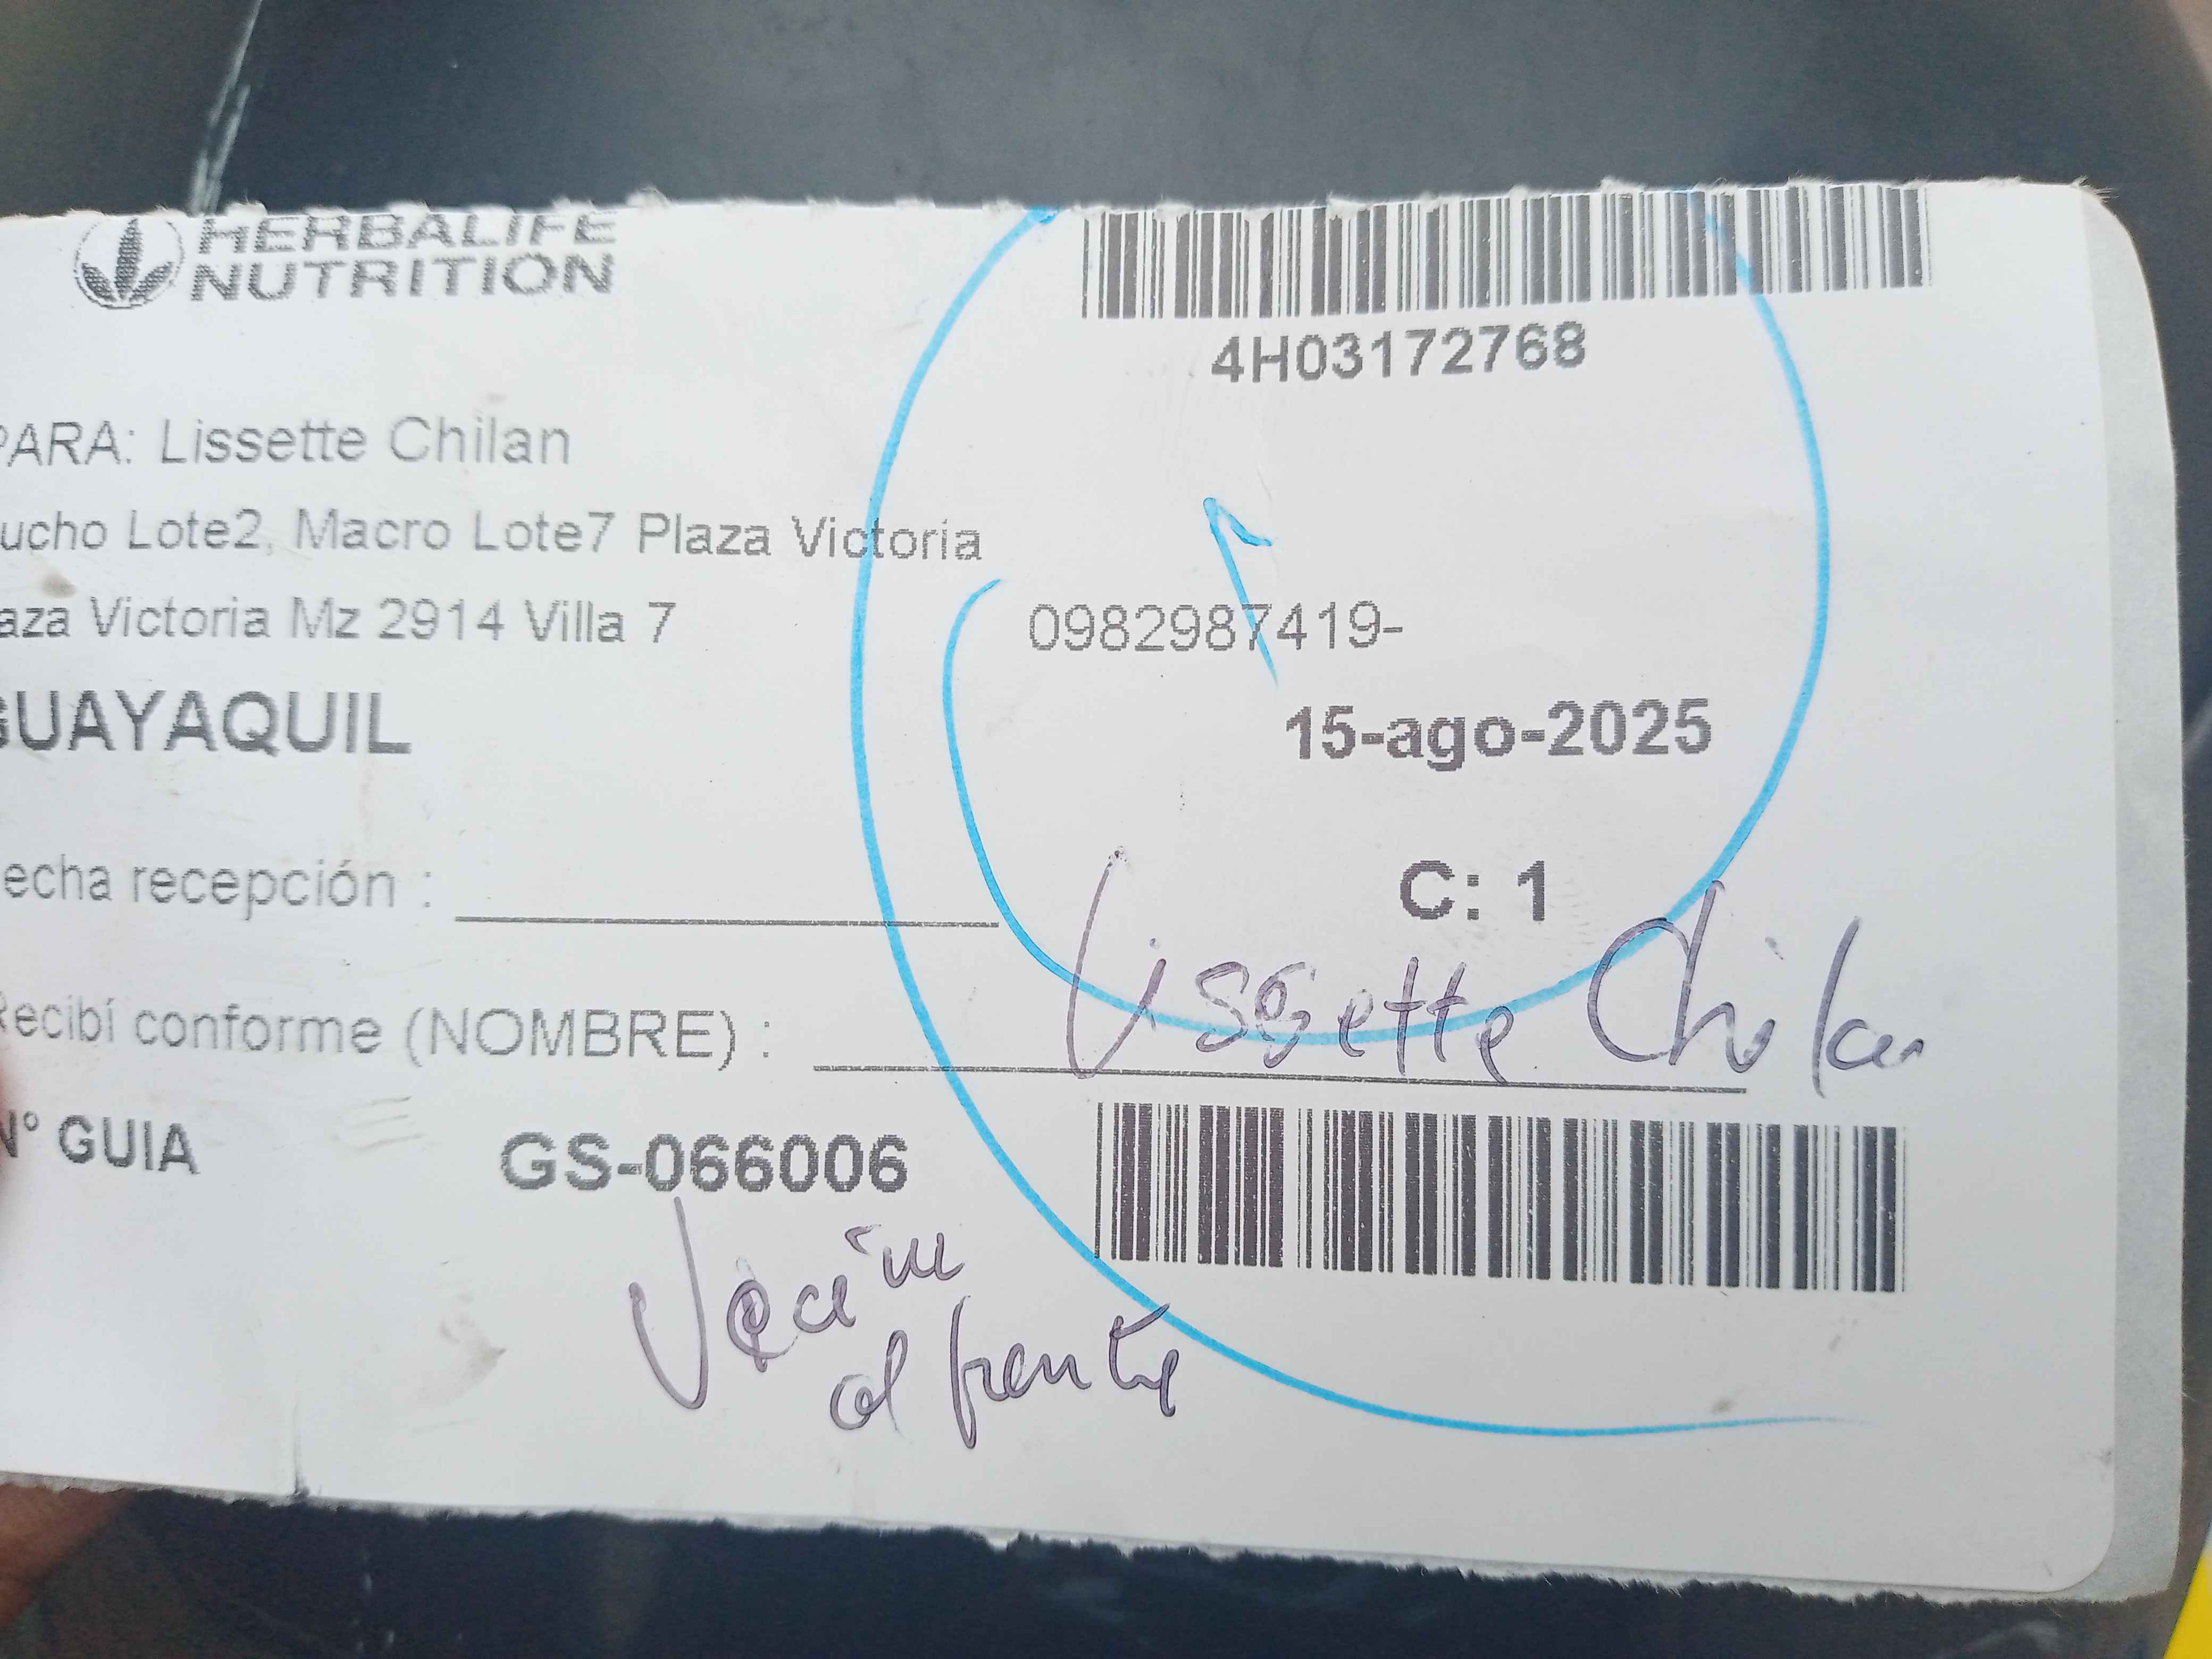 HERBALIFE
NUTRITION
4H03172768
PARA: Lissette Chilan
ucho Lote2, Macro Lote7 Plaza Victoria
aza Victoria Mz 2914 Villa 7
0982987419-
GUAYAQUIL
15-ago-2025
echa recepción :
C: 1
Recibí conforme (NOMBRE) :
Lissette Chilan
N° GUIA
GS-066006
al frente